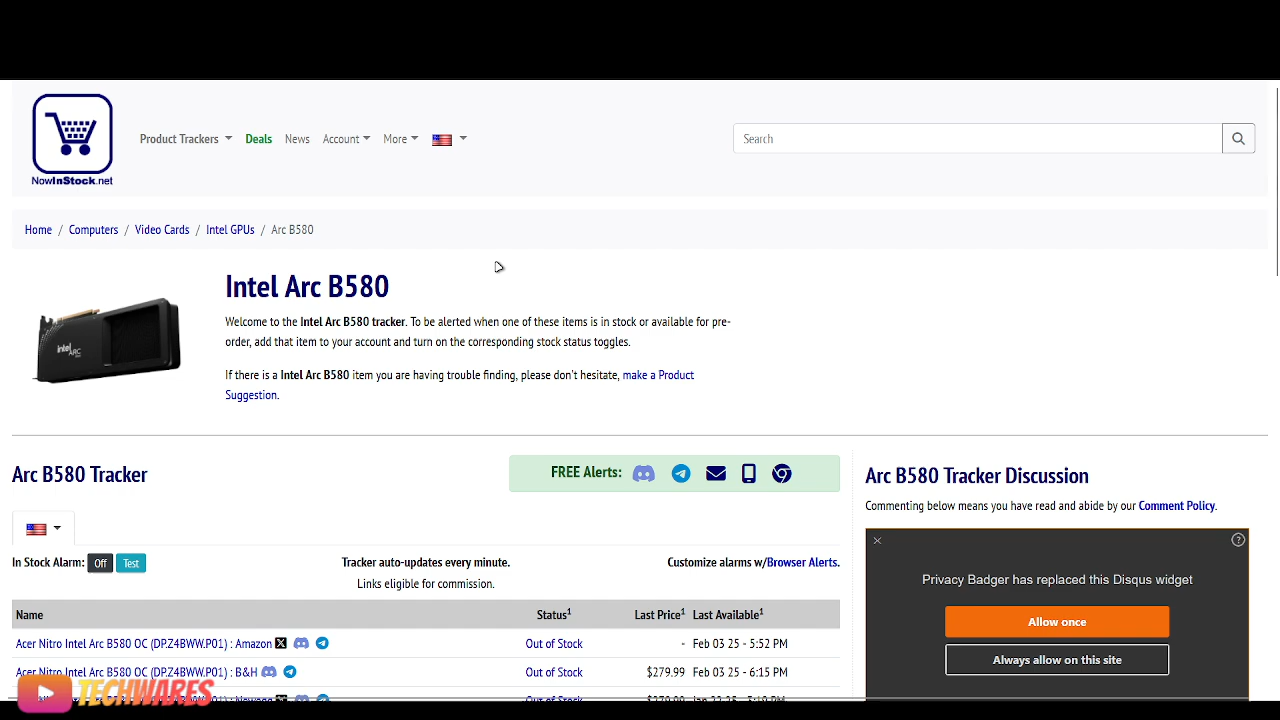 NowInStock.net
Product Trackers
Deals
News
Account
More
Search
Home / Computers / Video Cards / Intel GPUs / Arc B580
intel ARC
Intel Arc B580
Welcome to the Intel Arc B580 tracker. To be alerted when one of these items is in stock or available for pre-
order, add that item to your account and turn on the corresponding stock status toggles.
If there is a Intel Arc B580 item you are having trouble finding, please don't hesitate, make a Product
Suggestion.
Arc B580 Tracker
FREE Alerts:
In Stock Alarm: Off Test
Tracker auto-updates every minute.
Links eligible for commission.
Customize alarms w/Browser Alerts.
Name Status1 Last Price1 Last Available1
Acer Nitro Intel Arc B580 OC (DP.Z4BWW.P01) : Amazon Out of Stock - Feb 03 25 - 5:52 PM
Acer Nitro Intel Arc B580 OC (DP.Z4BWW.P01) : B&H Out of Stock $279.99 Feb 03 25 - 6:15 PM
Arc B580 Tracker Discussion
Commenting below means you have read and abide by our Comment Policy.
Privacy Badger has replaced this Disqus widget
Allow once
Always allow on this site
TECHWARES